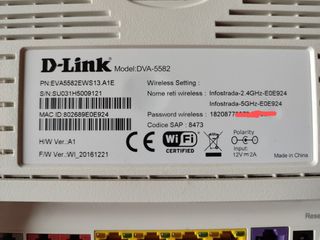 D-Link Model:DVA-5582
P/N:EVA5582EWS13.A1E
S/N:SU031H5009121
MAC ID:802689E0E924
H/W Ver.:A1
F/W Ver.:WI_20161221
Wireless Setting :
Nome reti wireless : Infostrada-2.4GHz-E0E924
Infostrada-5GHz-E0E924
Password wireless : 1820877
Codice SAP : 8473
CE
Wi Fi CERTIFIED
Polarity :
Input : 12V⎓2A
Made in China